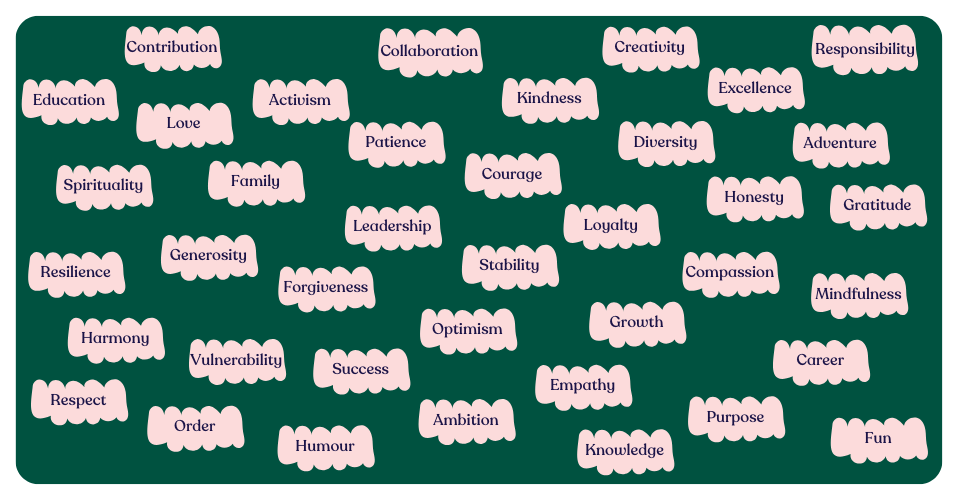 Contribution
Collaboration
Creativity
Responsibility
Education
Love
Activism
Kindness
Excellence
Patience
Diversity
Adventure
Spirituality
Family
Courage
Honesty
Gratitude
Leadership
Loyalty
Resilience
Generosity
Forgiveness
Stability
Compassion
Mindfulness
Harmony
Vulnerability
Success
Optimism
Growth
Career
Respect
Order
Humour
Ambition
Empathy
Knowledge
Purpose
Fun